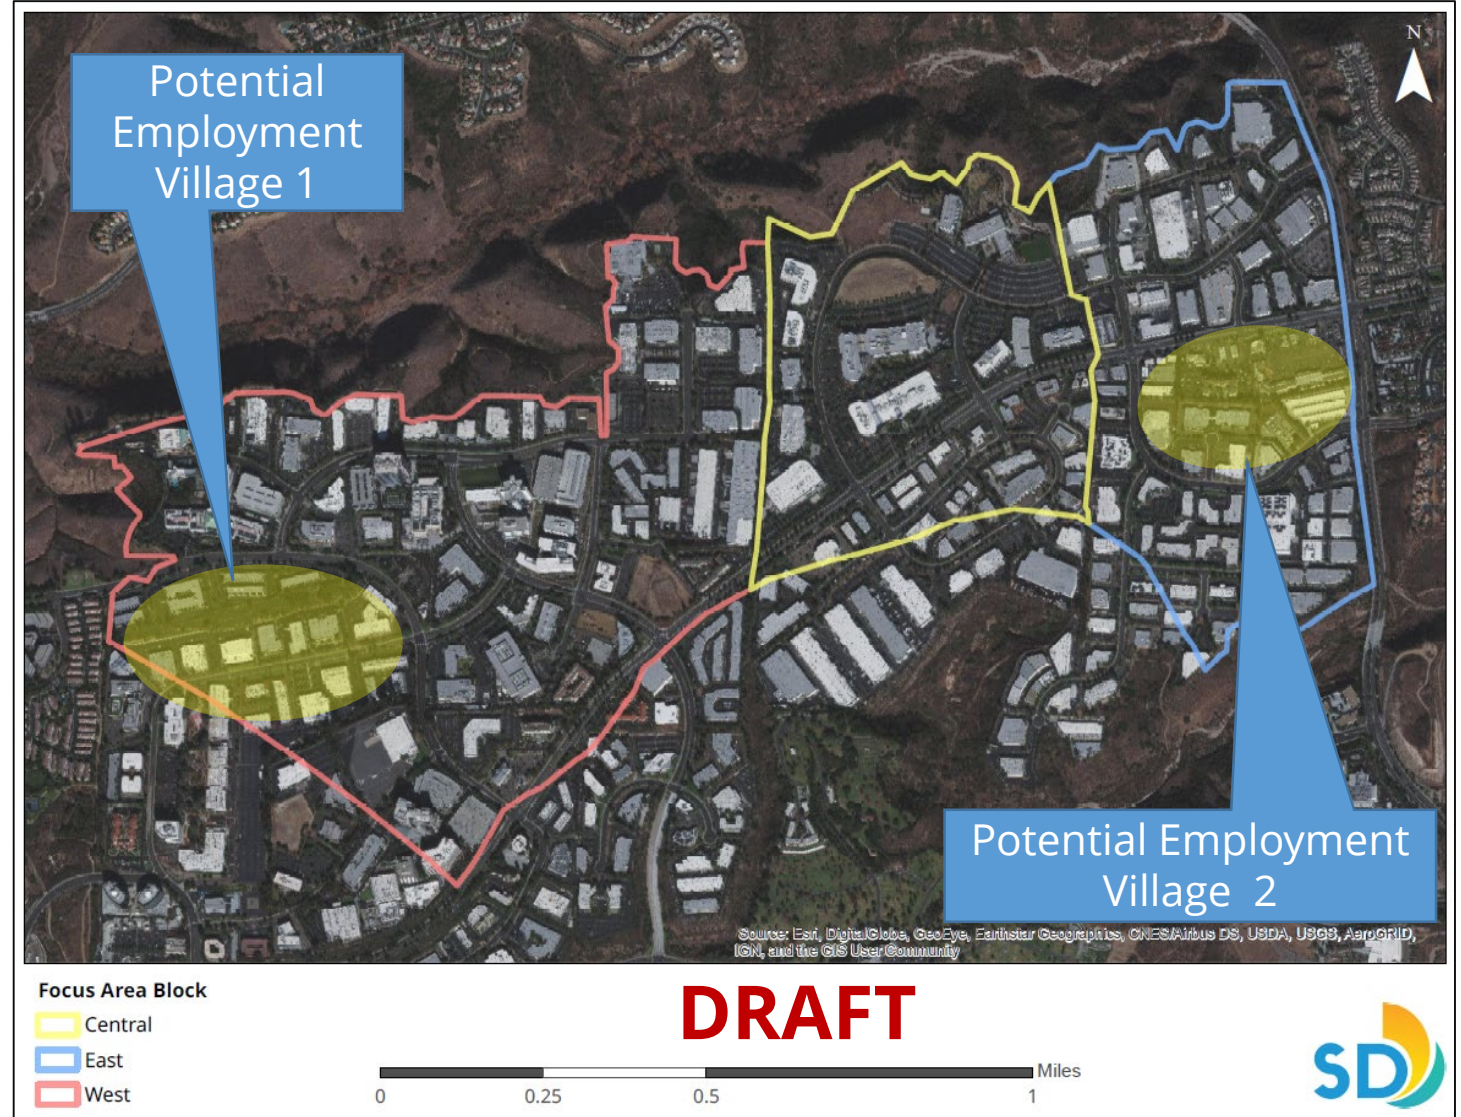 Potential
Employment
Village 1
N
Potential Employment
Village 2
Source: Esri, DigitalGlobe, GeoEye, Earthstar Geographics, CNES/Airbus DS, USDA, USGS, AeroGRID,
IGN, and the GIS User Community
Focus Area Block
Central
East
West
DRAFT
Miles
0 0.25 0.5 1
SD